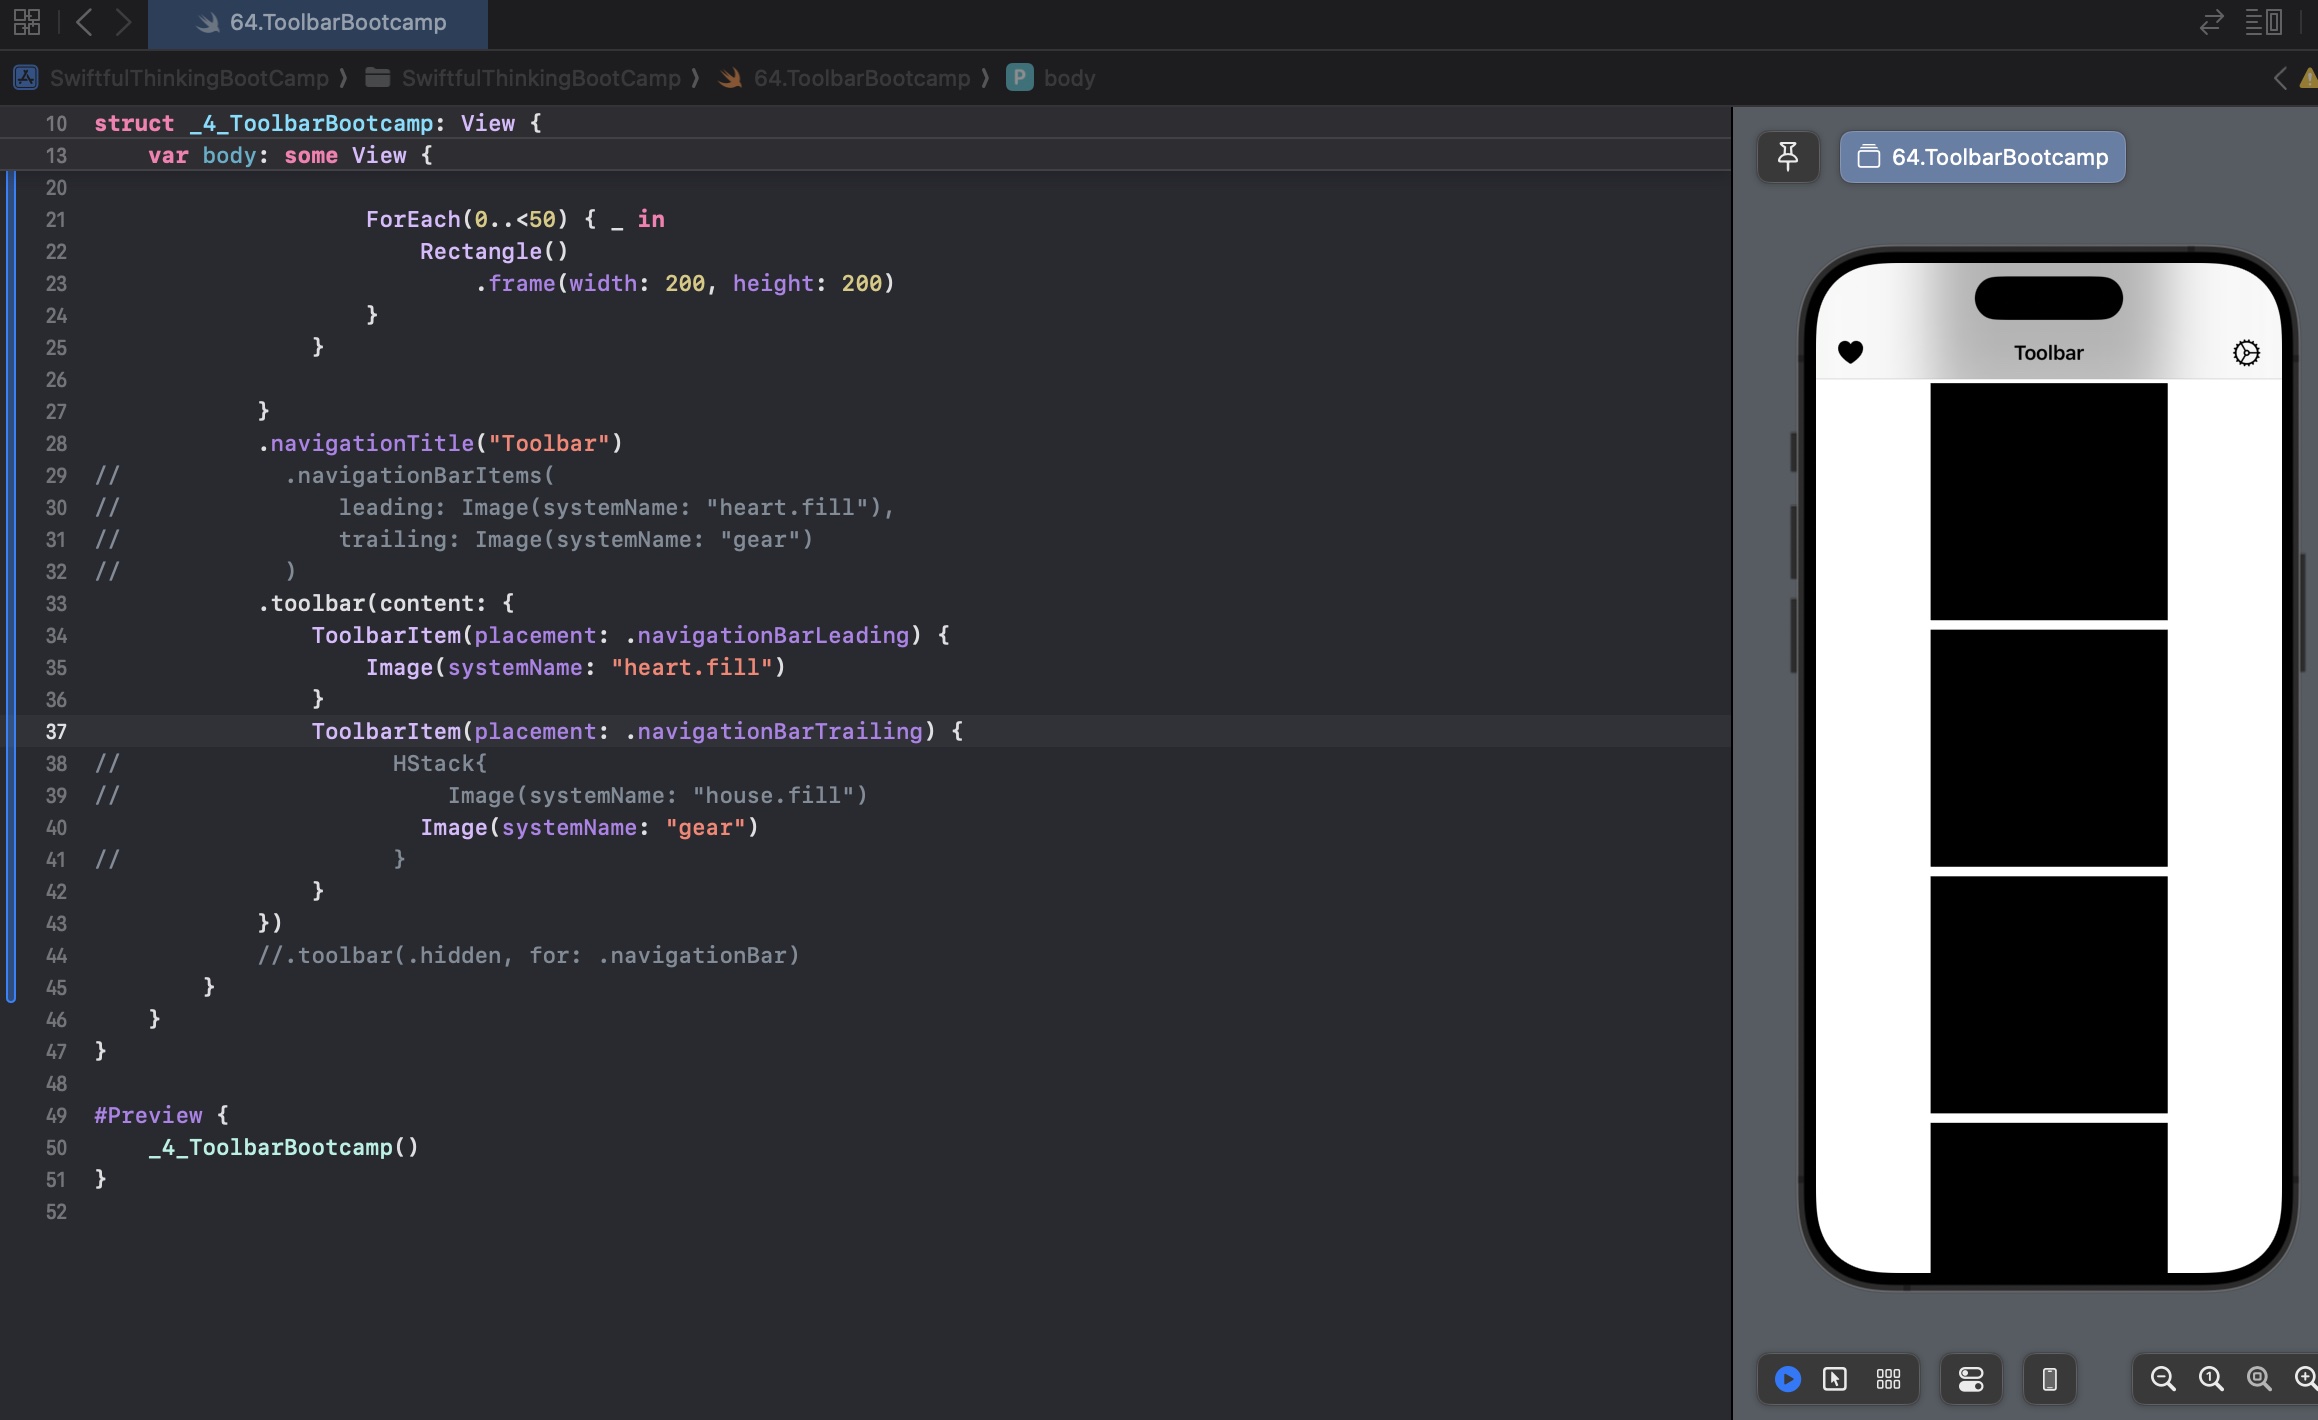 64.ToolbarBootcamp
SwiftfulThinkingBootCamp ⟩ SwiftfulThinkingBootCamp ⟩ 64.ToolbarBootcamp ⟩ P body
10 struct _4_ToolbarBootcamp: View {
13     var body: some View {
20
21                     ForEach(0..<50) { _ in
22                         Rectangle()
23                             .frame(width: 200, height: 200)
24                     }
25                 }
26
27             }
28             .navigationTitle("Toolbar")
29 //            .navigationBarItems(
30 //                leading: Image(systemName: "heart.fill"),
31 //                trailing: Image(systemName: "gear")
32 //            )
33             .toolbar(content: {
34                 ToolbarItem(placement: .navigationBarLeading) {
35                     Image(systemName: "heart.fill")
36                 }
37                 ToolbarItem(placement: .navigationBarTrailing) {
38 //                    HStack{
39 //                        Image(systemName: "house.fill")
40                         Image(systemName: "gear")
41 //                    }
42                 }
43             })
44             //.toolbar(.hidden, for: .navigationBar)
45         }
46     }
47 }
48
49 #Preview {
50     _4_ToolbarBootcamp()
51 }
52
64.ToolbarBootcamp
Toolbar